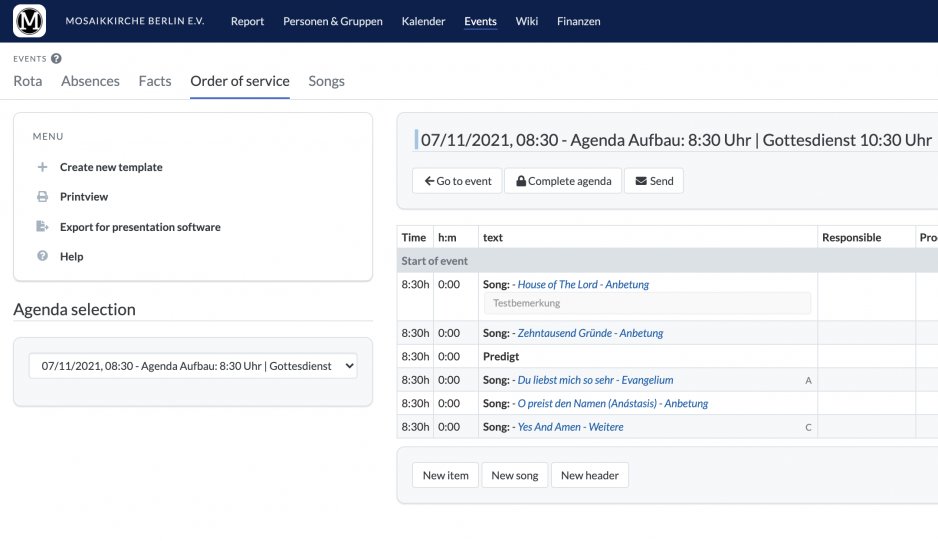 M MOSAIKKIRCHE BERLIN E.V. Report Personen & Gruppen Kalender Events Wiki Finanzen
EVENTS ?
Rota Absences Facts Order of service Songs
MENU
Create new template
Printview
Export for presentation software
Help
Agenda selection
07/11/2021, 08:30 - Agenda Aufbau: 8:30 Uhr | Gottesdienst
07/11/2021, 08:30 - Agenda Aufbau: 8:30 Uhr | Gottesdienst 10:30 Uhr
Go to event Complete agenda Send
Time h:m text Responsible
Start of event
8:30h 0:00 Song: - House of The Lord - Anbetung
Testbemerkung
8:30h 0:00 Song: - Zehntausend Gründe - Anbetung
8:30h 0:00 Predigt
8:30h 0:00 Song: - Du liebst mich so sehr - Evangelium A
8:30h 0:00 Song: - O preist den Namen (Anástasis) - Anbetung
8:30h 0:00 Song: - Yes And Amen - Weitere C
New item New song New header